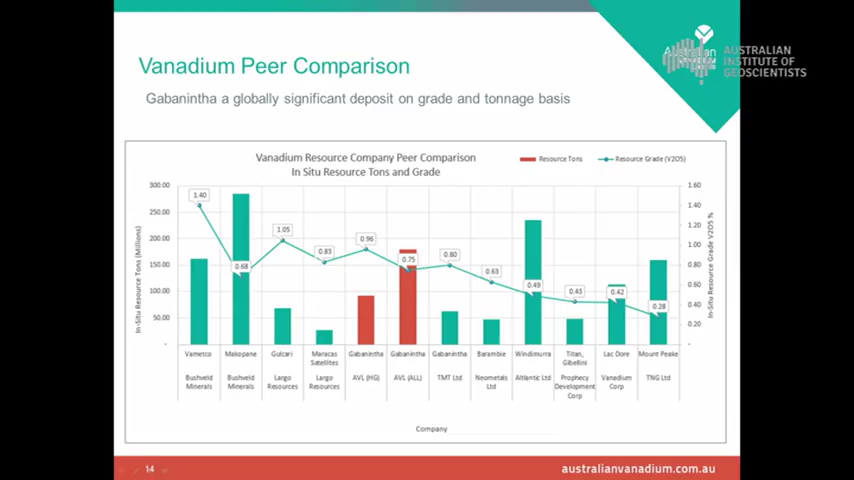 AUSTRALIAN
INSTITUTE OF
GEOSCIENTISTS
Vanadium Peer Comparison
Gabanintha a globally significant deposit on grade and tonnage basis
Vanadium Resource Company Peer Comparison
In Situ Resource Tons and Grade
Resource Tons
Resource Grade (V2O5)
In-Situ Resource Tons (Millions)
300.00
250.00
200.00
150.00
100.00
50.00
-
1.40
0.68
1.05
0.83
0.96
0.75
0.80
0.63
0.49
0.43
0.42
0.28
1.60
1.40
1.20
1.00
0.80
0.60
0.40
0.20
-
In-Situ Resource Grade V2O5 %
Vametco
Makopane
Gulcari
Maracas
Satellites
Gabanintha
Gabanintha
Gabanintha
Barambie
Windimurra
Titan,
Gibellini
Lac Dore
Mount Peake
Bushveld
Minerals
Bushveld
Minerals
Largo
Resources
Largo
Resources
AVL (HG)
AVL (ALL)
TMT Ltd
Neometals
Ltd
Altlantic Ltd
Prophecy
Development
Corp
Vanadium
Corp
TNG Ltd
Company
14
australianvanadium.com.au